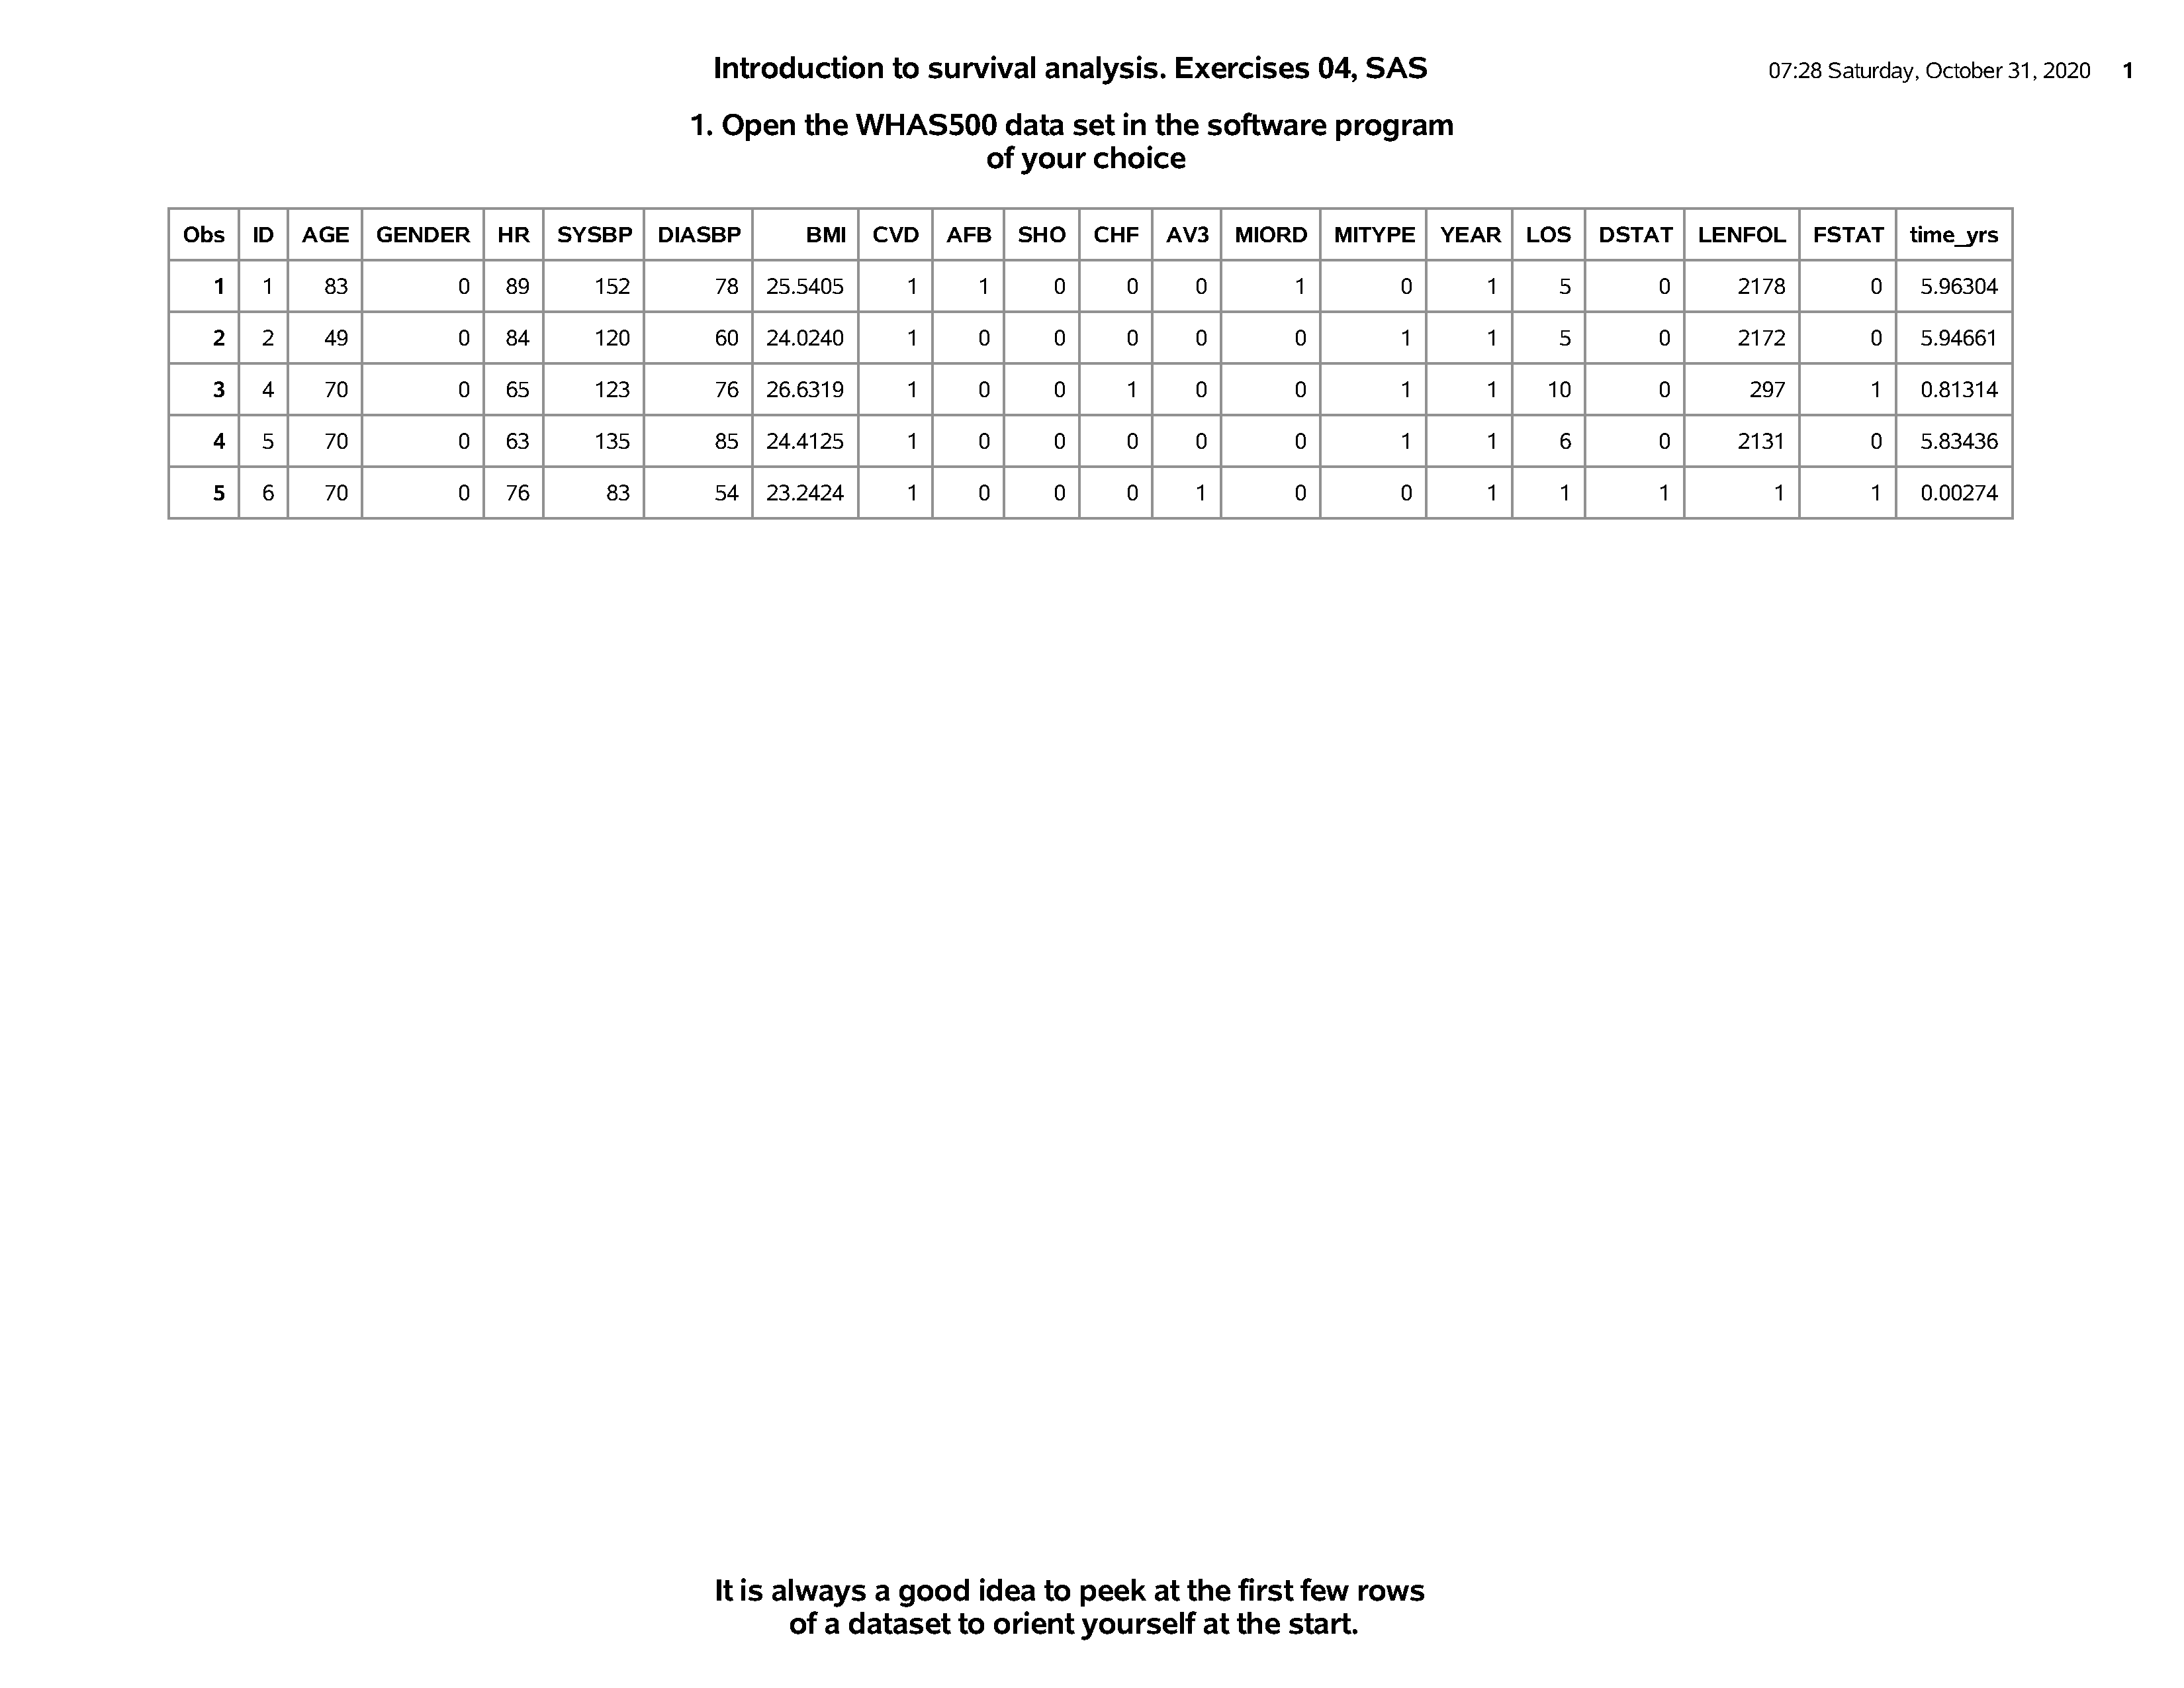 Introduction to survival analysis. Exercises 04, SAS 07:28 Saturday, October 31, 2020 1
1. Open the WHAS500 data set in the software program
of your choice
Obs ID AGE GENDER HR SYSBP DIASBP BMI CVD AFB SHO CHF AV3 MIORD MITYPE YEAR LOS DSTAT LENFOL FSTAT time_yrs
1 1 83 0 89 152 78 25.5405 1 1 0 0 0 1 0 1 5 0 2178 0 5.96304
2 2 49 0 84 120 60 24.0240 1 0 0 0 0 0 1 1 5 0 2172 0 5.94661
3 4 70 0 65 123 76 26.6319 1 0 0 1 0 0 1 1 10 0 297 1 0.81314
4 5 70 0 63 135 85 24.4125 1 0 0 0 0 0 1 1 6 0 2131 0 5.83436
5 6 70 0 76 83 54 23.2424 1 0 0 0 1 0 0 1 1 1 1 1 0.00274
It is always a good idea to peek at the first few rows
of a dataset to orient yourself at the start.